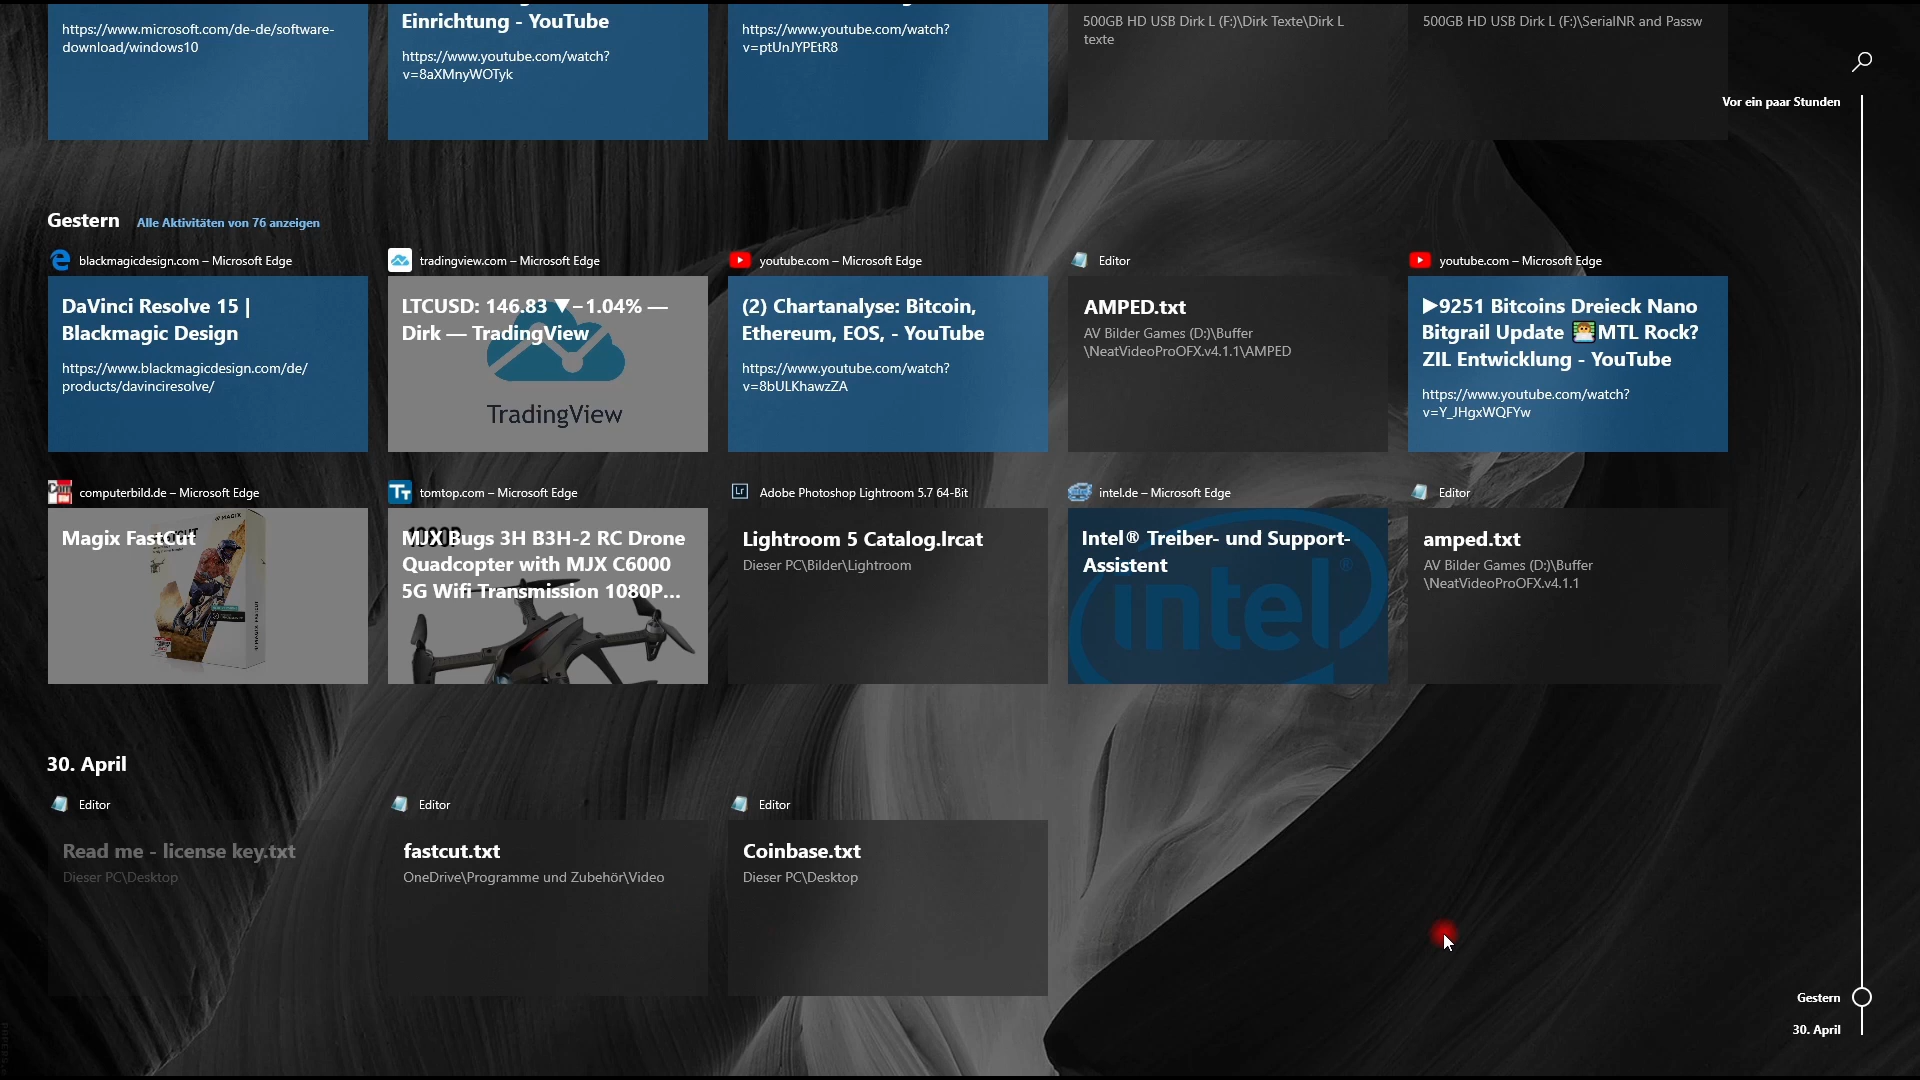 https://www.microsoft.com/de-de/software-
download/windows10
Einrichtung - YouTube
https://www.youtube.com/watch?
v=8aXMnyWOTyk
https://www.youtube.com/watch?
v=ptUnJYPEtR8
500GB HD USB Dirk L (F:)\Dirk Texte\Dirk L
texte
500GB HD USB Dirk L (F:)\SerialNR and Passw
Vor ein paar Stunden
Gestern Alle Aktivitäten von 76 anzeigen
blackmagicdesign.com – Microsoft Edge
DaVinci Resolve 15 |
Blackmagic Design
https://www.blackmagicdesign.com/de/
products/davinciresolve/
tradingview.com – Microsoft Edge
LTCUSD: 146.83 ▼−1.04% —
Dirk — TradingView
TradingView
youtube.com – Microsoft Edge
(2) Chartanalyse: Bitcoin,
Ethereum, EOS, - YouTube
https://www.youtube.com/watch?
v=8bULKhawzZA
Editor
AMPED.txt
AV Bilder Games (D:)\Buffer
\NeatVideoProOFX.v4.1.1\AMPED
youtube.com – Microsoft Edge
▶9251 Bitcoins Dreieck Nano
Bitgrail Update 👨‍💻MTL Rock?
ZIL Entwicklung - YouTube
https://www.youtube.com/watch?
v=Y_JHgxWQFYw
computerbild.de – Microsoft Edge
Magix FastCut
MAGIX
tomtop.com – Microsoft Edge
1080P
MJX Bugs 3H B3H-2 RC Drone
Quadcopter with MJX C6000
5G Wifi Transmission 1080P...
Lr Adobe Photoshop Lightroom 5.7 64-Bit
Lightroom 5 Catalog.lrcat
Dieser PC\Bilder\Lightroom
intel.de – Microsoft Edge
Intel® Treiber- und Support-
Assistent
intel®
Editor
amped.txt
AV Bilder Games (D:)\Buffer
\NeatVideoProOFX.v4.1.1
30. April
Editor
Read me - license key.txt
Dieser PC\Desktop
Editor
fastcut.txt
OneDrive\Programme und Zubehör\Video
Editor
Coinbase.txt
Dieser PC\Desktop
Gestern
30. April